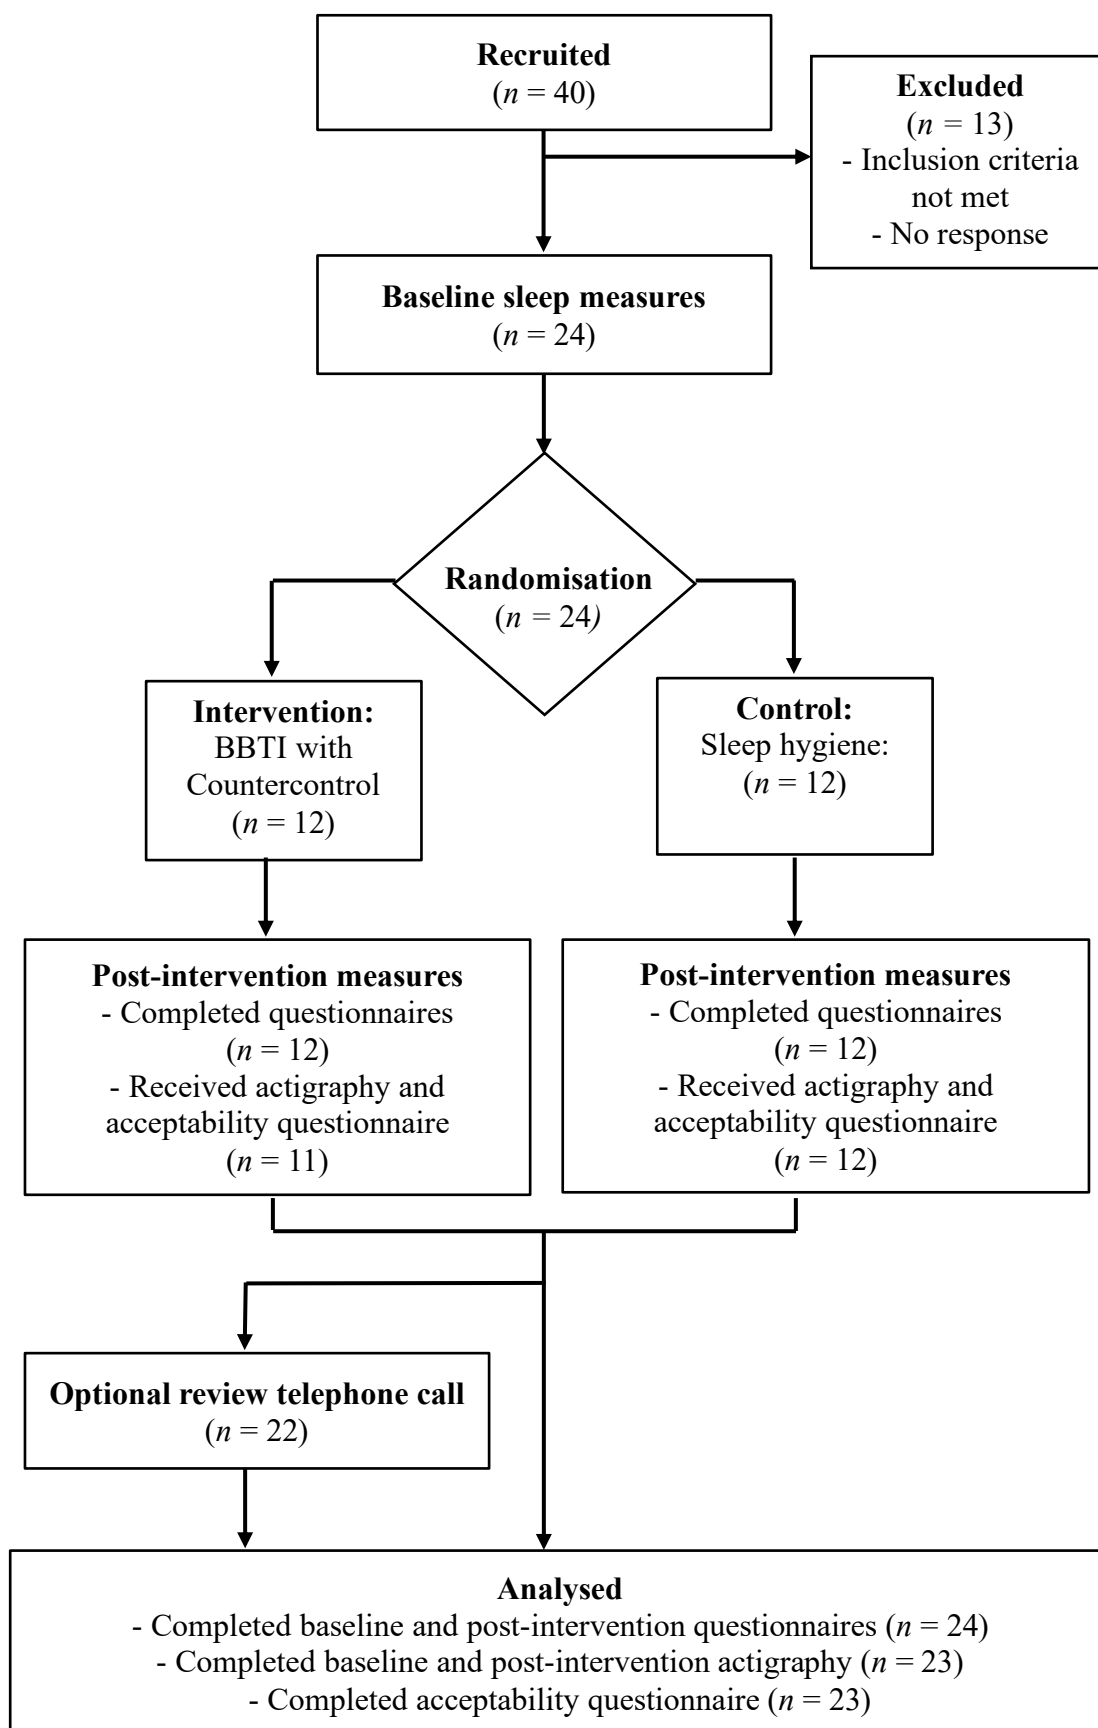 Recruited
(n = 40)
Excluded
(n = 13)
- Inclusion criteria
not met
- No response
Baseline sleep measures
(n = 24)
Randomisation
(n = 24)
Intervention:
BBTI with
Countercontrol
(n = 12)
Control:
Sleep hygiene:
(n = 12)
Post-intervention measures
- Completed questionnaires
(n = 12)
- Received actigraphy and
acceptability questionnaire
(n = 11)
Post-intervention measures
- Completed questionnaires
(n = 12)
- Received actigraphy and
acceptability questionnaire
(n = 12)
Optional review telephone call
(n = 22)
Analysed
- Completed baseline and post-intervention questionnaires (n = 24)
- Completed baseline and post-intervention actigraphy (n = 23)
- Completed acceptability questionnaire (n = 23)